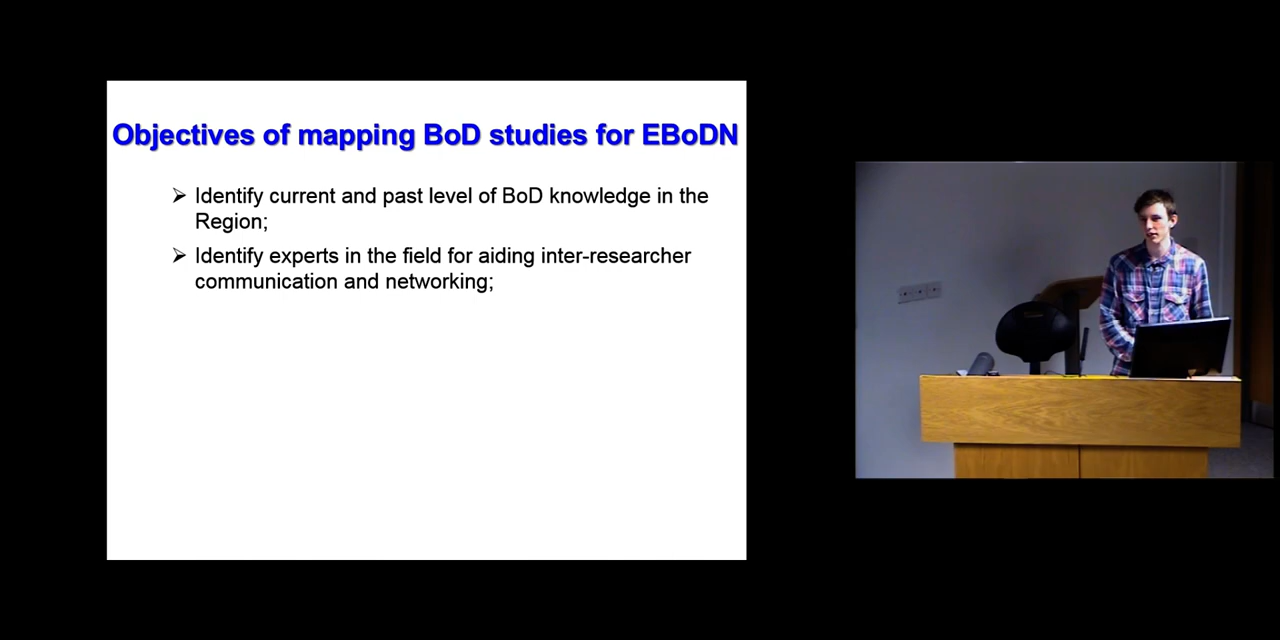 Objectives of mapping BoD studies for EBoDN
➢ Identify current and past level of BoD knowledge in the
Region;
➢ Identify experts in the field for aiding inter-researcher
communication and networking;